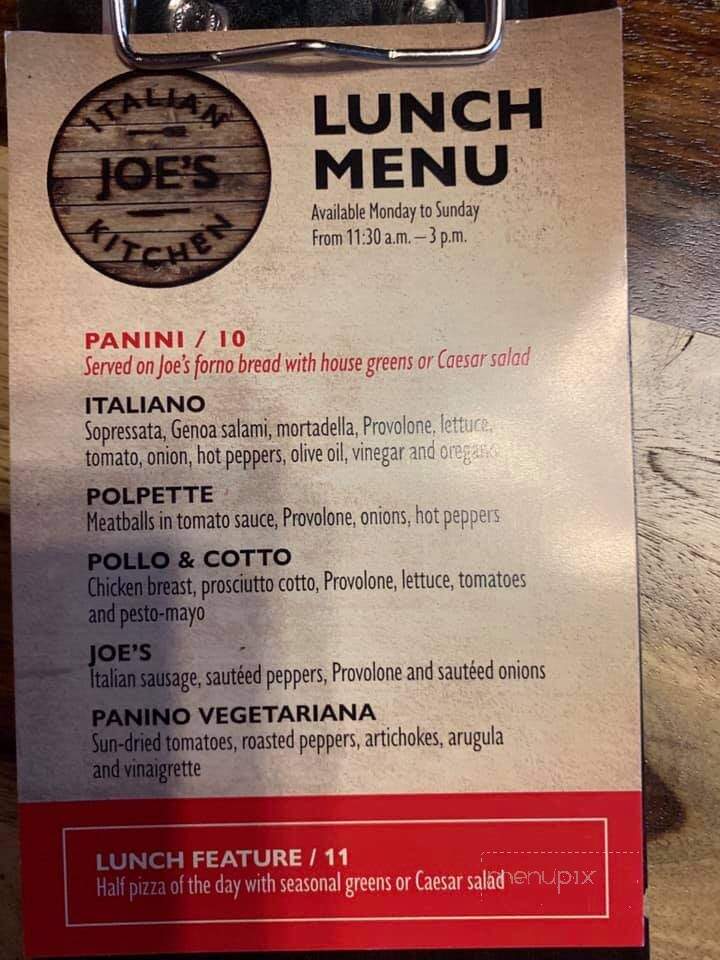 ITALIAN
JOE'S
KITCHEN
LUNCH
MENU
Available Monday to Sunday
From 11:30 a.m. – 3 p.m.
PANINI / 10
Served on Joe's forno bread with house greens or Caesar salad
ITALIANO
Sopressata, Genoa salami, mortadella, Provolone, lettuce,
tomato, onion, hot peppers, olive oil, vinegar and oregano
POLPETTE
Meatballs in tomato sauce, Provolone, onions, hot peppers
POLLO & COTTO
Chicken breast, prosciutto cotto, Provolone, lettuce, tomatoes
and pesto-mayo
JOE'S
Italian sausage, sautéed peppers, Provolone and sautéed onions
PANINO VEGETARIANA
Sun-dried tomatoes, roasted peppers, artichokes, arugula
and vinaigrette
LUNCH FEATURE / 11
Half pizza of the day with seasonal greens or Caesar salad
menupix